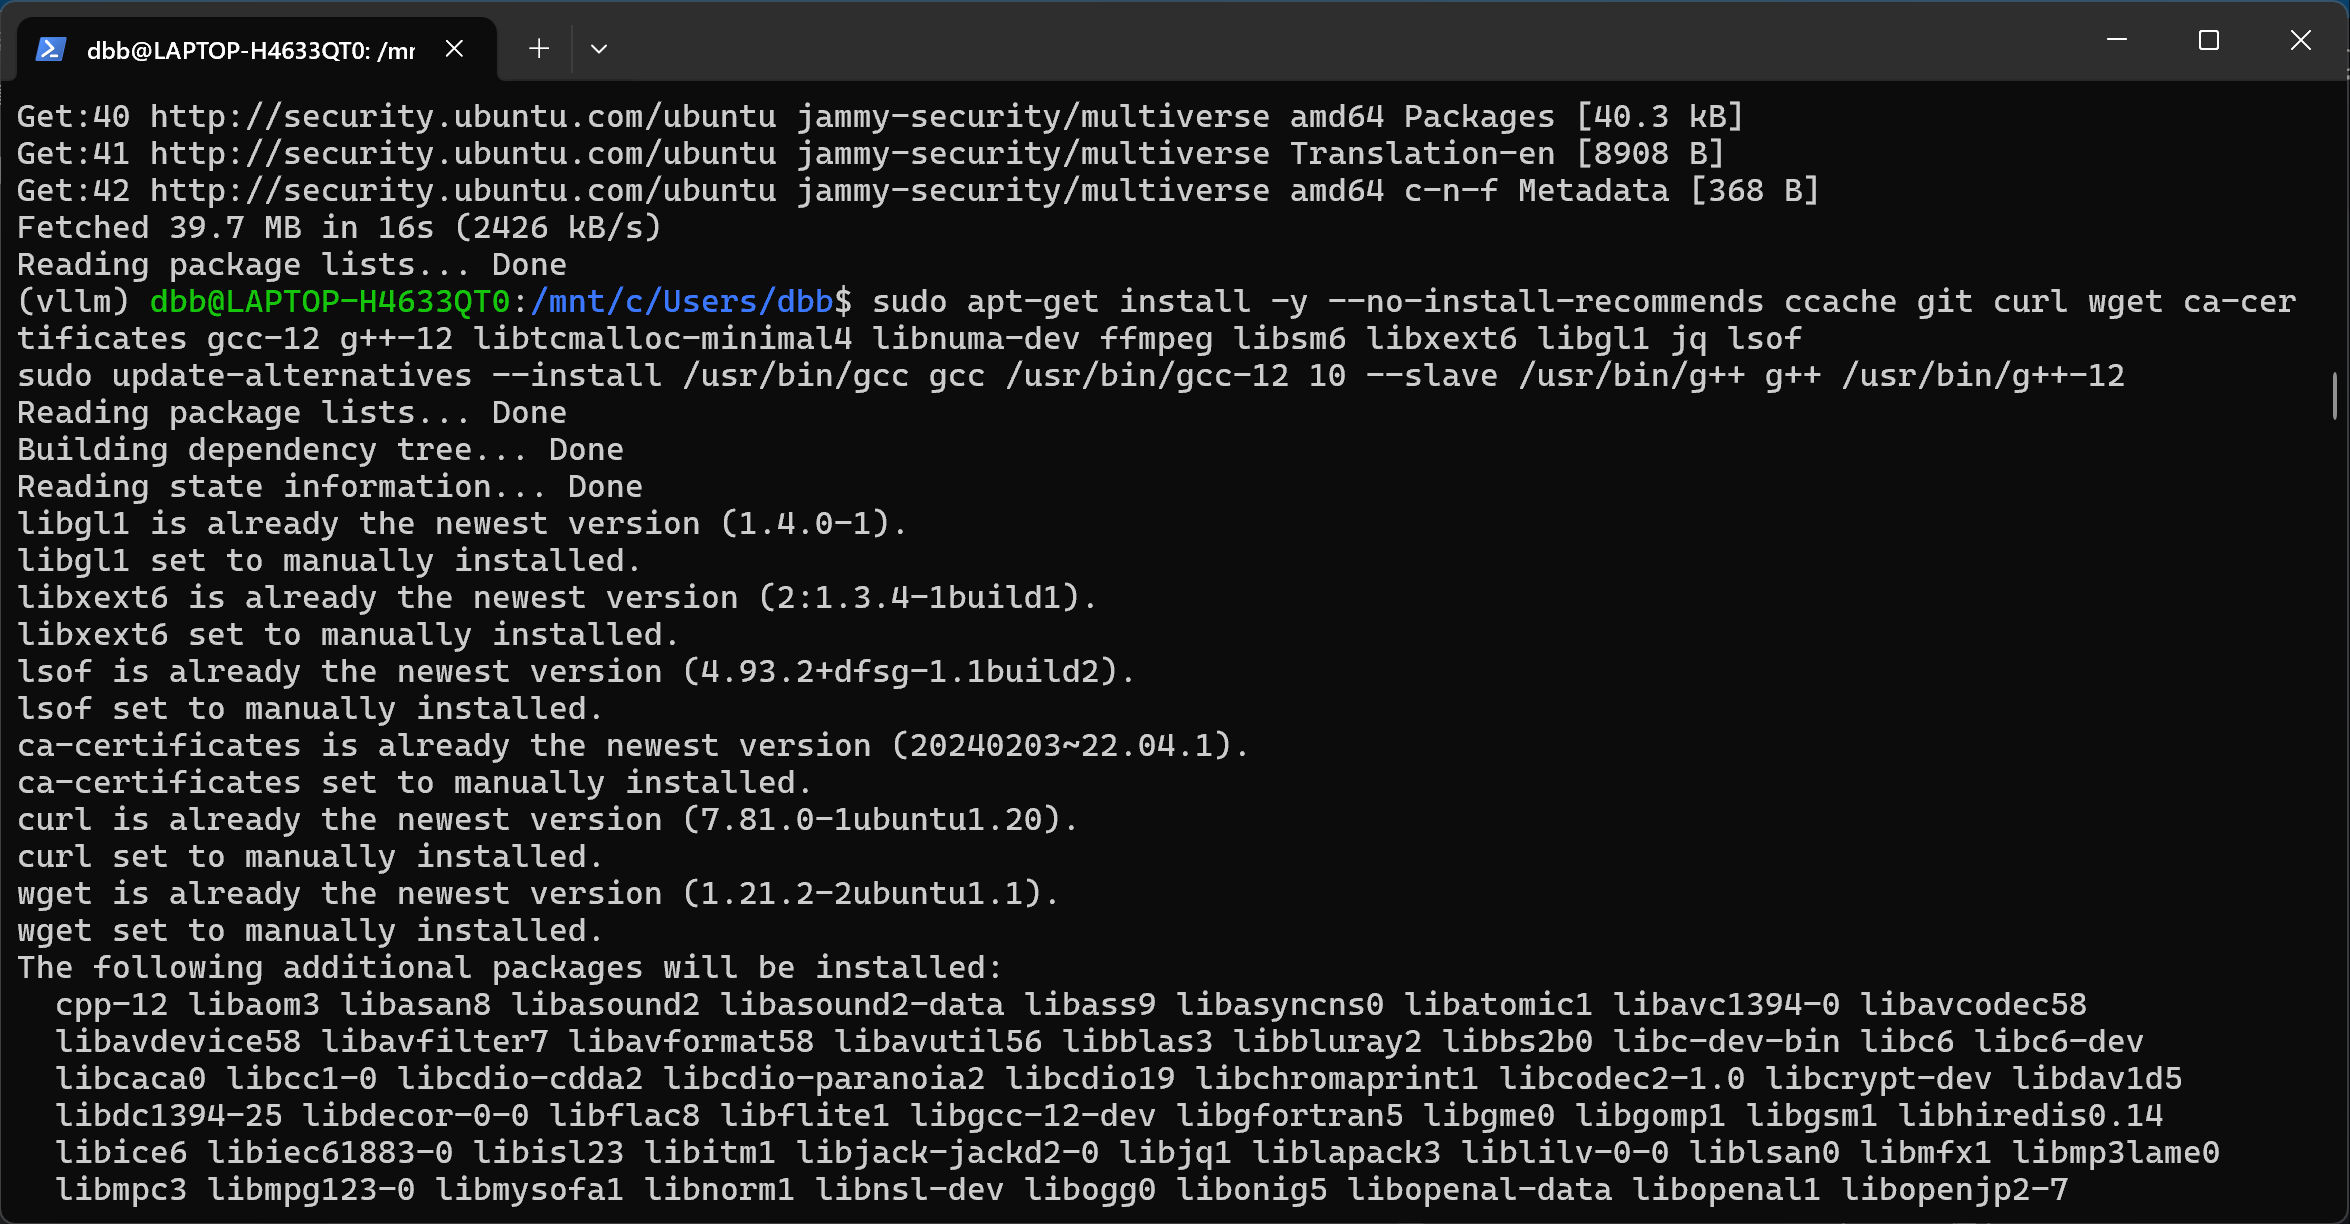 dbb@LAPTOP-H4633QT0: /mr
Get:40 http://security.ubuntu.com/ubuntu jammy-security/multiverse amd64 Packages [40.3 kB]
Get:41 http://security.ubuntu.com/ubuntu jammy-security/multiverse Translation-en [8908 B]
Get:42 http://security.ubuntu.com/ubuntu jammy-security/multiverse amd64 c-n-f Metadata [368 B]
Fetched 39.7 MB in 16s (2426 kB/s)
Reading package lists... Done
(vllm) dbb@LAPTOP-H4633QT0:/mnt/c/Users/dbb$ sudo apt-get install -y --no-install-recommends ccache git curl wget ca-cer
tificates gcc-12 g++-12 libtcmalloc-minimal4 libnuma-dev ffmpeg libsm6 libxext6 libgl1 jq lsof
sudo update-alternatives --install /usr/bin/gcc gcc /usr/bin/gcc-12 10 --slave /usr/bin/g++ g++ /usr/bin/g++-12
Reading package lists... Done
Building dependency tree... Done
Reading state information... Done
libgl1 is already the newest version (1.4.0-1).
libgl1 set to manually installed.
libxext6 is already the newest version (2:1.3.4-1build1).
libxext6 set to manually installed.
lsof is already the newest version (4.93.2+dfsg-1.1build2).
lsof set to manually installed.
ca-certificates is already the newest version (20240203~22.04.1).
ca-certificates set to manually installed.
curl is already the newest version (7.81.0-1ubuntu1.20).
curl set to manually installed.
wget is already the newest version (1.21.2-2ubuntu1.1).
wget set to manually installed.
The following additional packages will be installed:
  cpp-12 libaom3 libasan8 libasound2 libasound2-data libass9 libasyncns0 libatomic1 libavc1394-0 libavcodec58
  libavdevice58 libavfilter7 libavformat58 libavutil56 libblas3 libbluray2 libbs2b0 libc-dev-bin libc6 libc6-dev
  libcaca0 libcc1-0 libcdio-cdda2 libcdio-paranoia2 libcdio19 libchromaprint1 libcodec2-1.0 libcrypt-dev libdav1d5
  libdc1394-25 libdecor-0-0 libflac8 libflite1 libgcc-12-dev libgfortran5 libgme0 libgomp1 libgsm1 libhiredis0.14
  libice6 libiec61883-0 libisl23 libitm1 libjack-jackd2-0 libjq1 liblapack3 liblilv-0-0 liblsan0 libmfx1 libmp3lame0
  libmpc3 libmpg123-0 libmysofa1 libnorm1 libnsl-dev libogg0 libonig5 libopenal-data libopenal1 libopenjp2-7